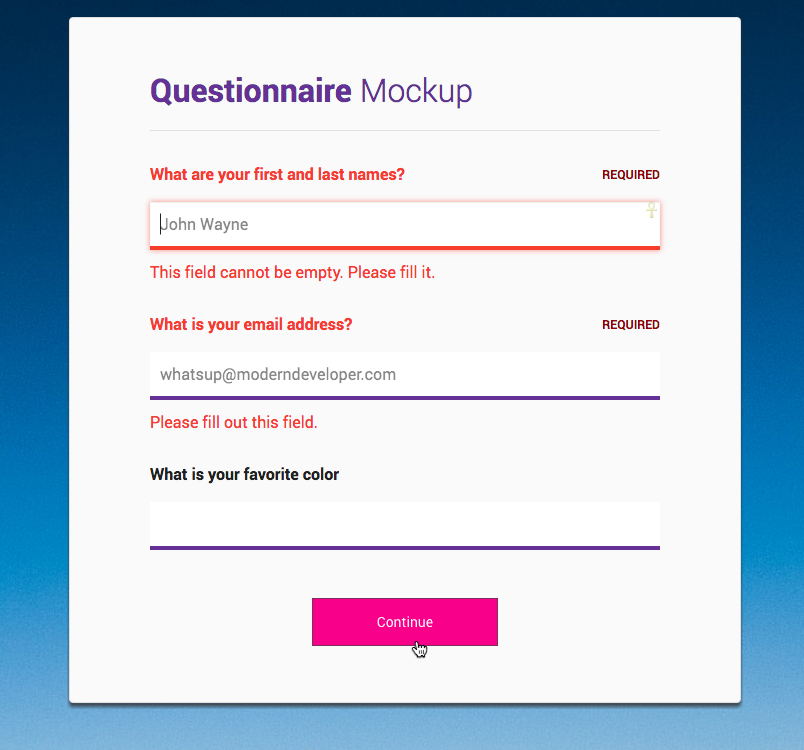 Questionnaire Mockup
What are your first and last names? REQUIRED
John Wayne
This field cannot be empty. Please fill it.
What is your email address? REQUIRED
whatsup@moderndeveloper.com
Please fill out this field.
What is your favorite color
Continue